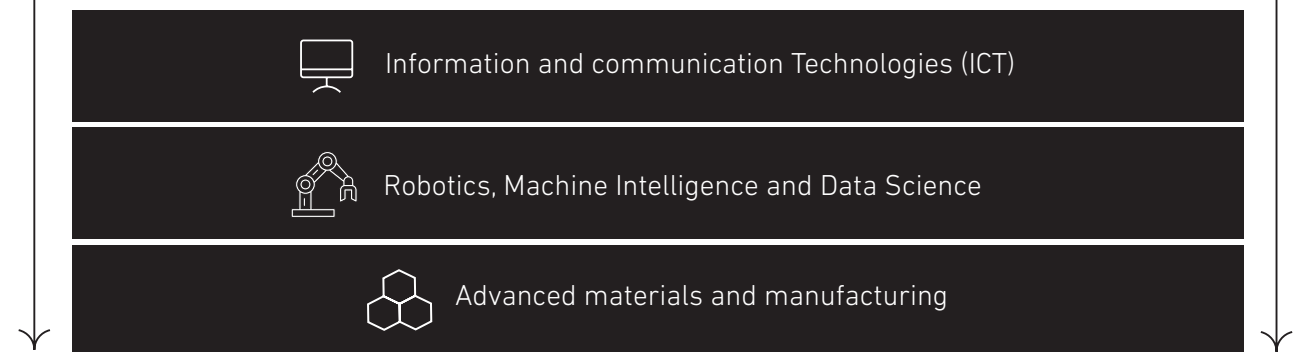 Information and communication Technologies (ICT)
Robotics, Machine Intelligence and Data Science
Advanced materials and manufacturing